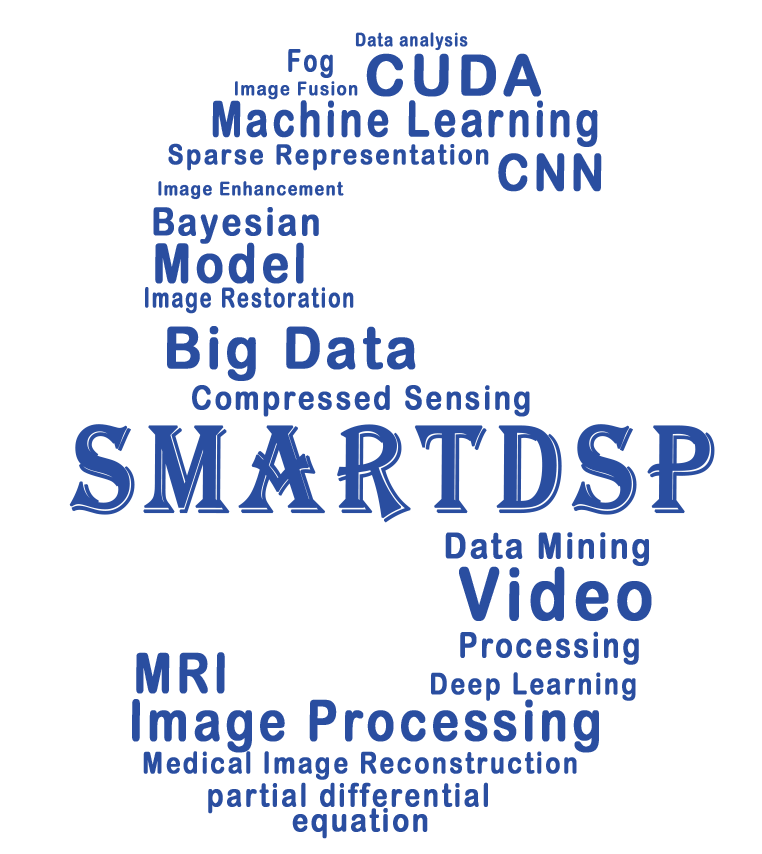 Data analysis
Fog
CUDA
Image Fusion
Machine Learning
Sparse Representation
CNN
Image Enhancement
Bayesian
Model
Image Restoration
Big Data
Compressed Sensing
SMARTDSP
Data Mining
Video
Processing
MRI
Deep Learning
Image Processing
Medical Image Reconstruction
partial differential
equation